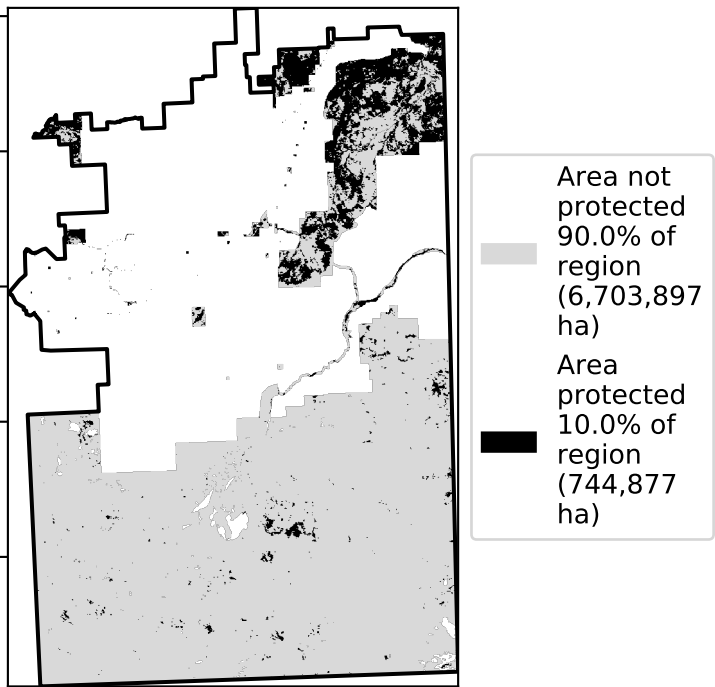 Area not
protected
90.0% of
region
(6,703,897
ha)
Area
protected
10.0% of
region
(744,877
ha)